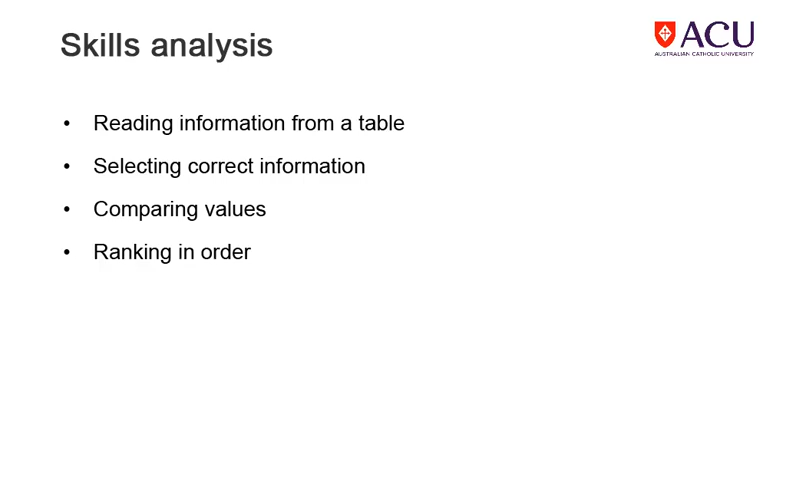 Skills analysis
ACU
AUSTRALIAN CATHOLIC UNIVERSITY
• Reading information from a table
• Selecting correct information
• Comparing values
• Ranking in order